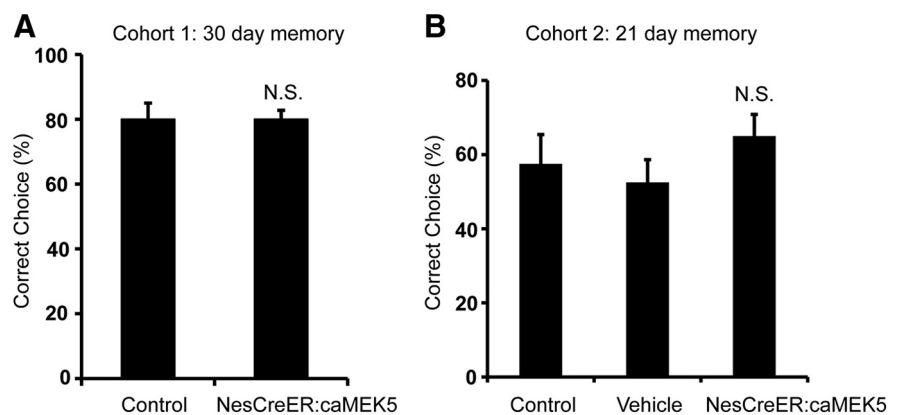 A
Cohort 1: 30 day memory
Correct Choice (%)
100
80
60
40
20
0
N.S.
Control
NesCreER:caMEK5
B
Cohort 2: 21 day memory
Correct Choice (%)
80
60
40
20
0
N.S.
Control
Vehicle
NesCreER:caMEK5